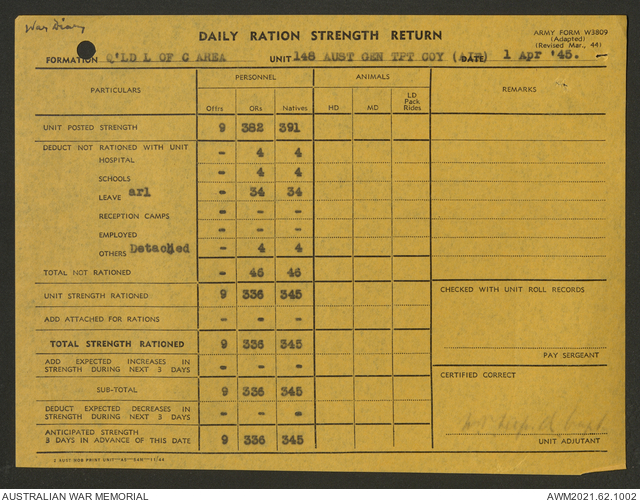 War Diary
DAILY RATION STRENGTH RETURN
ARMY FORM W3809
(Adapted)
(Revised Mar., 44)
FORMATION Q'LD L OF C AREA UNIT 148 AUST GEN TPT COY (AIF) DATE 1 Apr '45.
PARTICULARS PERSONNEL ANIMALS REMARKS
Offrs ORs Natives HD MD LD Pack Rides
UNIT POSTED STRENGTH 9 382 391
DEDUCT NOT RATIONED WITH UNIT
HOSPITAL - 4 4
SCHOOLS - 4 4
LEAVE arl - 34 34
RECEPTION CAMPS - - -
EMPLOYED - - -
OTHERS Detached - 4 4
TOTAL NOT RATIONED - 46 46
UNIT STRENGTH RATIONED 9 336 345
CHECKED WITH UNIT ROLL RECORDS
ADD ATTACHED FOR RATIONS - - -
TOTAL STRENGTH RATIONED 9 336 345
PAY SERGEANT
ADD EXPECTED INCREASES IN
STRENGTH DURING NEXT 3 DAYS - - -
CERTIFIED CORRECT
SUB-TOTAL 9 336 345
DEDUCT EXPECTED DECREASES IN
STRENGTH DURING NEXT 3 DAYS - - -
ANTICIPATED STRENGTH
3 DAYS IN ADVANCE OF THIS DATE 9 336 345
UNIT ADJUTANT
AUSTRALIAN WAR MEMORIAL
AWM2021.62.1002